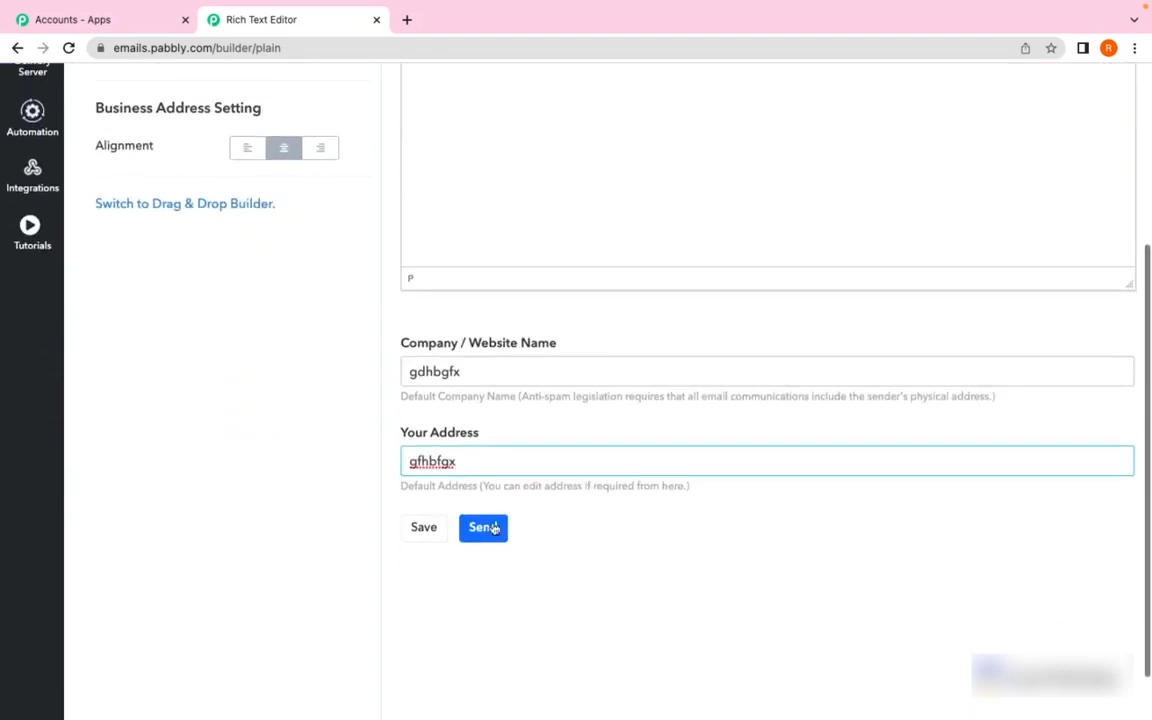 Accounts - Apps
Rich Text Editor
emails.pabbly.com/builder/plain
R
Server
Automation
Integrations
Tutorials
Business Address Setting
Alignment
Switch to Drag & Drop Builder.
P
Company / Website Name
gdhbgfx
Default Company Name (Anti-spam legislation requires that all email communications include the sender's physical address.)
Your Address
gfhbfgx
Default Address (You can edit address if required from here.)
Save
Send